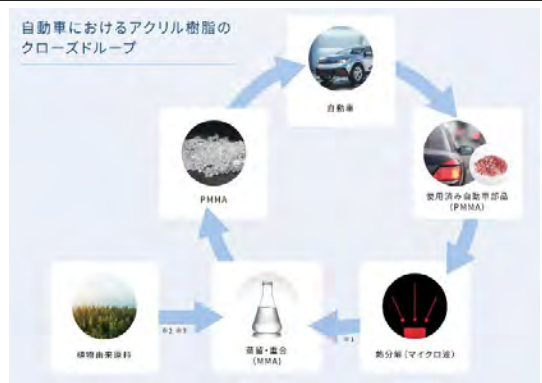 自動車におけるアクリル樹脂の
クローズドループ
自動車
PMMA
使用済み自動車部品
(PMMA)
植物由来原料
※2 ※3
蒸留・重合
(MMA)
※1
熱分解(マイクロ波)